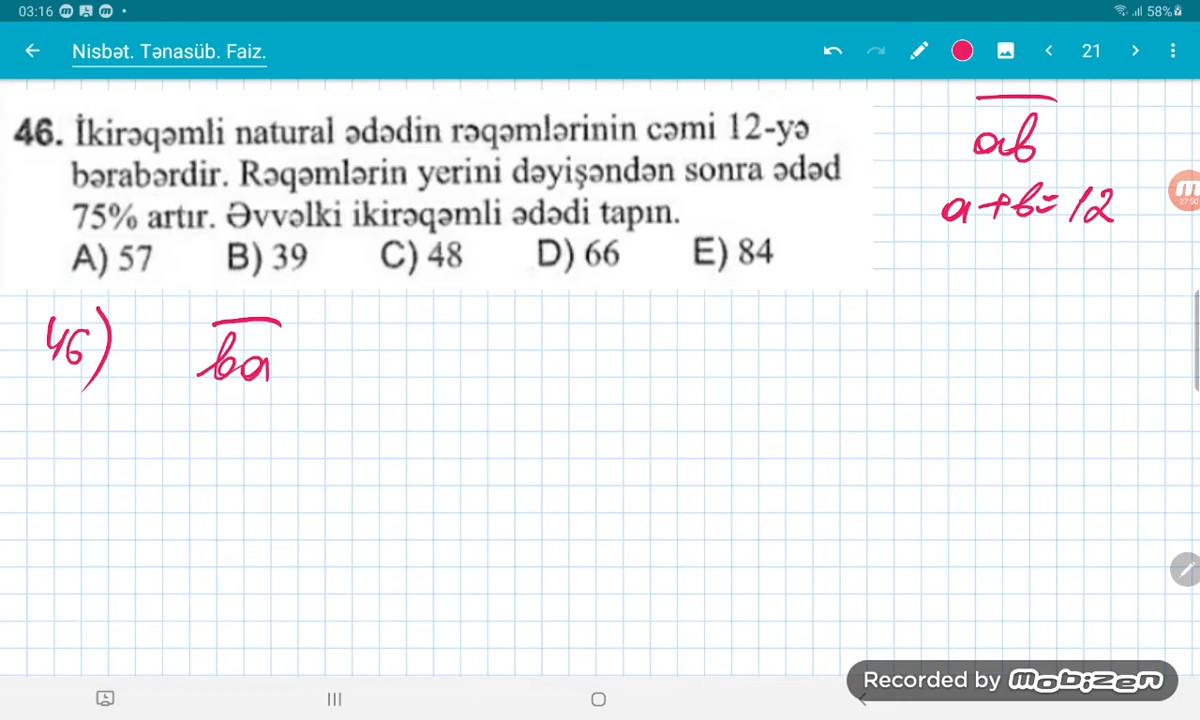 03:16
58%
Nisbət. Tənasüb. Faiz.
21
46. İkirəqəmli natural ədədin rəqəmlərinin cəmi 12-yə
bərabərdir. Rəqəmlərin yerini dəyişəndən sonra ədəd
75% artır. Əvvəlki ikirəqəmli ədədi tapın.
A) 57 B) 39 C) 48 D) 66 E) 84
ab
a+b=12
27:50
46) ba
Recorded by mobizen